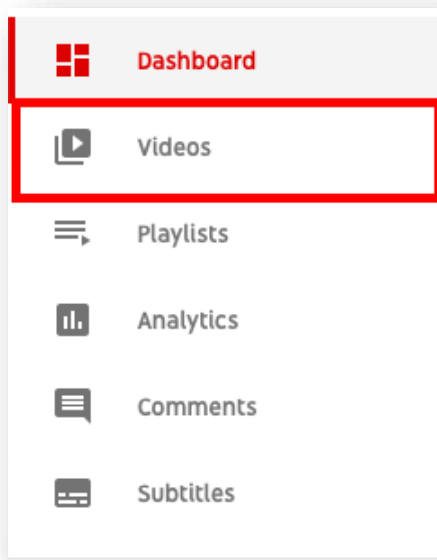 Dashboard
Videos
Playlists
Analytics
Comments
Subtitles